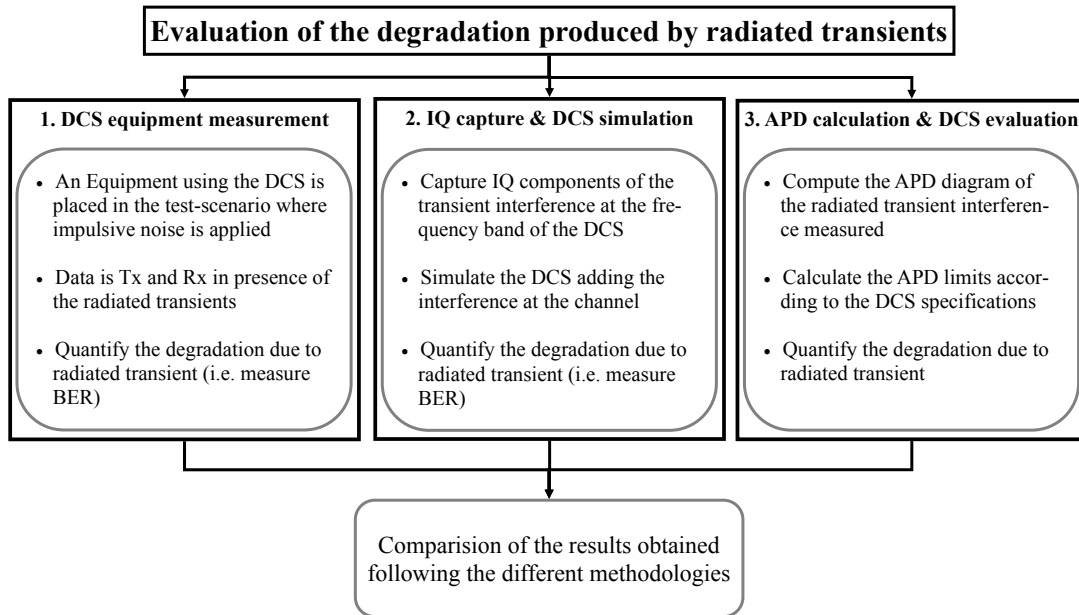 Evaluation of the degradation produced by radiated transients
1. DCS equipment measurement
• An Equipment using the DCS is
placed in the test-scenario where
impulsive noise is applied
• Data is Tx and Rx in presence of
the radiated transients
• Quantify the degradation due to
radiated transient (i.e. measure
BER)
2. IQ capture & DCS simulation
• Capture IQ components of the
transient interference at the fre-
quency band of the DCS
• Simulate the DCS adding the
interference at the channel
• Quantify the degradation due to
radiated transient (i.e. measure
BER)
3. APD calculation & DCS evaluation
• Compute the APD diagram of
the radiated transient interfer-
ence measured
• Calculate the APD limits accord-
ing to the DCS specifications
• Quantify the degradation due to
radiated transient
Comparision of the results obtained
following the different methodologies